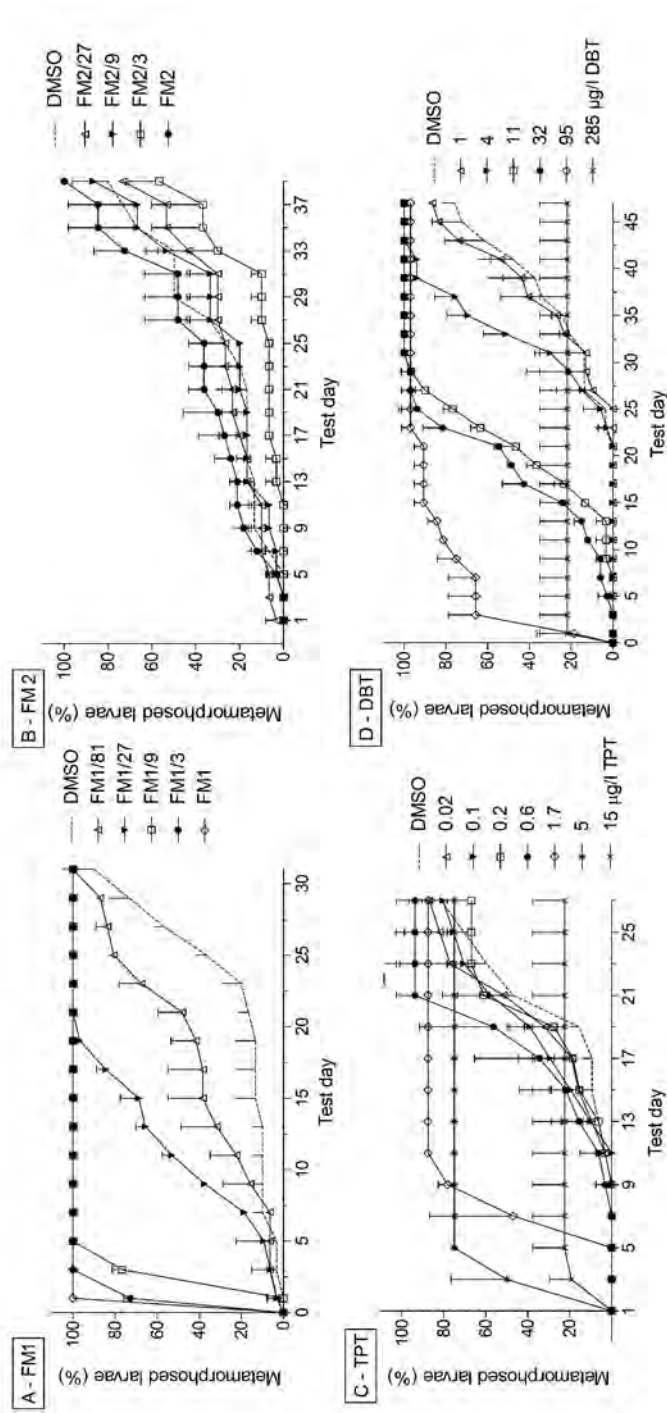 A - FM1
Metamorphosed larvae (%)
100
80
60
40
20
0
0
5
10
15
20
25
30
Test day
DMSO
FM1/81
FM1/27
FM1/9
FM1/3
FM1
B - FM2
Metamorphosed larvae (%)
100
80
60
40
20
0
1
5
9
13
17
21
25
29
33
37
Test day
DMSO
FM2/27
FM2/9
FM2/3
FM2
C - TPT
Metamorphosed larvae (%)
100
80
60
40
20
1
5
9
13
17
21
25
Test day
DMSO
0.02
0.1
0.2
0.6
1.7
5
15 µg/l TPT
D - DBT
Metamorphosed larvae (%)
100
80
60
40
20
0
0
5
10
15
20
25
30
35
40
45
Test day
DMSO
1
4
11
32
95
285 µg/l DBT